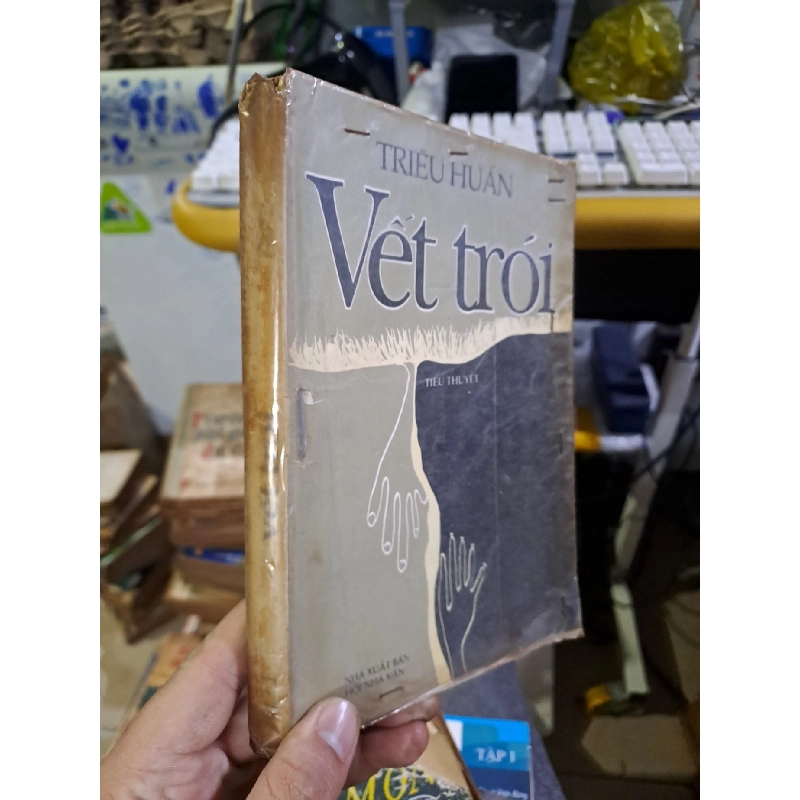 TRIỆU HUẤN
Vết trói
TIỂU THUYẾT
NHÀ XUẤT BẢN
HỘI NHÀ VĂN
TẬP 1